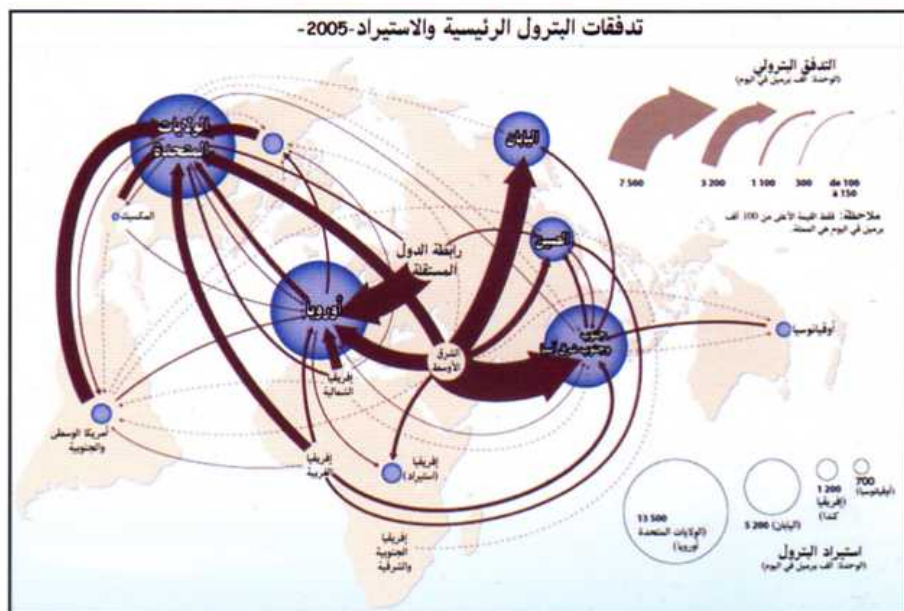 تدفقات البترول الرئيسية والاستيراد-2005-
التدفق البترولي
(الوحدة: ألف برميل في اليوم)
7 500
3 200
1 100
300
de 100
à 150
ملاحظة: فقط القيمة الأعلى من 100 ألف
برميل في اليوم هي الممثلة.
الولايات
المتحدة
المكسيك
اليابان
الصين
رابطة الدول
المستقلة
أوروبا
الشرق
الأوسط
جنوب
وجنوب شرق آسيا
أوقيانوسيا
إفريقيا
الشمالية
أمريكا الوسطى
والجنوبية
إفريقيا
الغربية
إفريقيا
(استيراد)
إفريقيا
الجنوبية
والشرقية
13 500
(الولايات المتحدة
أوروبا)
5 200 (اليابان)
1 200
(إفريقيا
كندا)
700
(أوقيانوسيا)
استيراد البترول
(الوحدة: ألف برميل في اليوم)